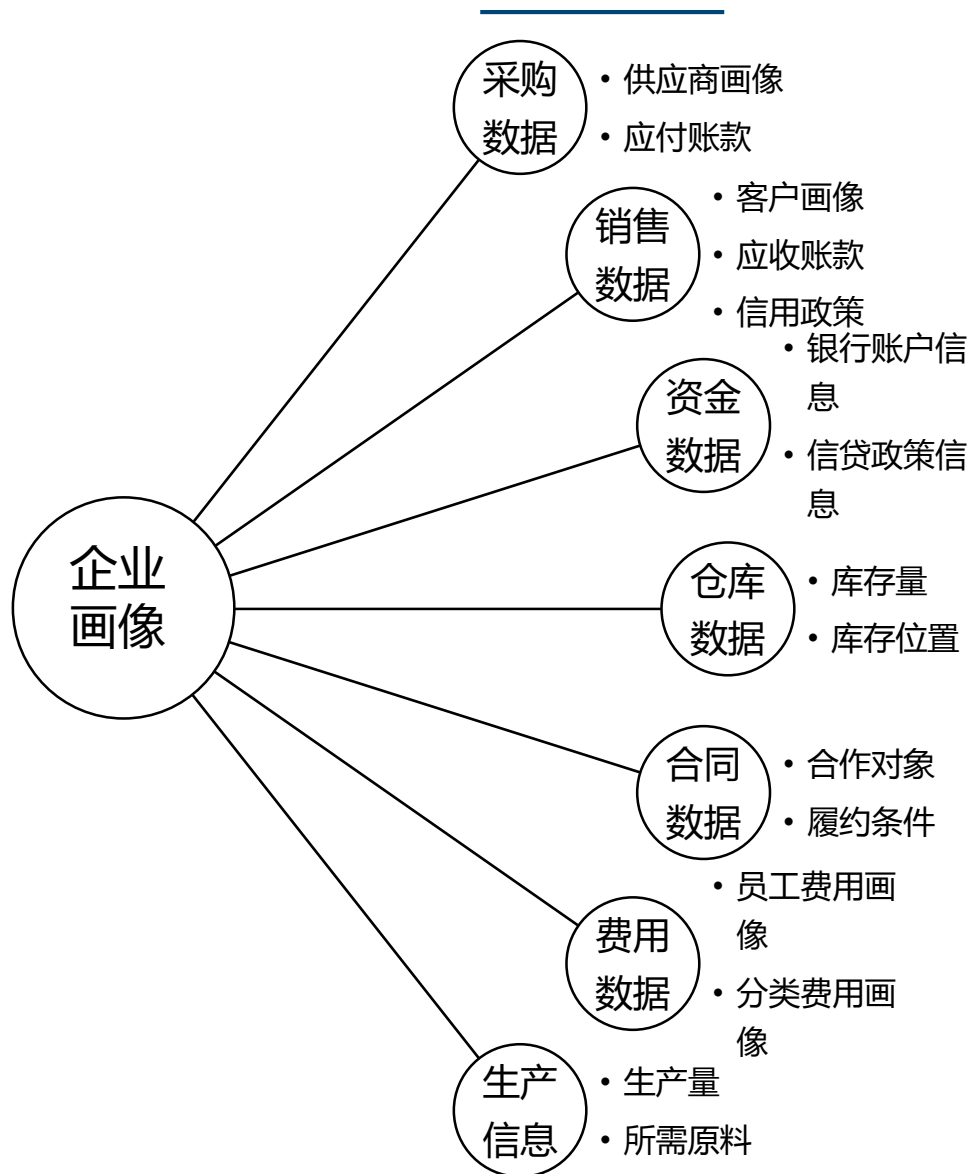 采购
数据
• 供应商画像
• 应付账款
销售
数据
• 客户画像
• 应收账款
• 信用政策
资金
数据
• 银行账户信
息
• 信贷政策信
息
企业
画像
仓库
数据
• 库存量
• 库存位置
合同
数据
• 合作对象
• 履约条件
费用
数据
• 员工费用画
像
• 分类费用画
像
生产
信息
• 生产量
• 所需原料